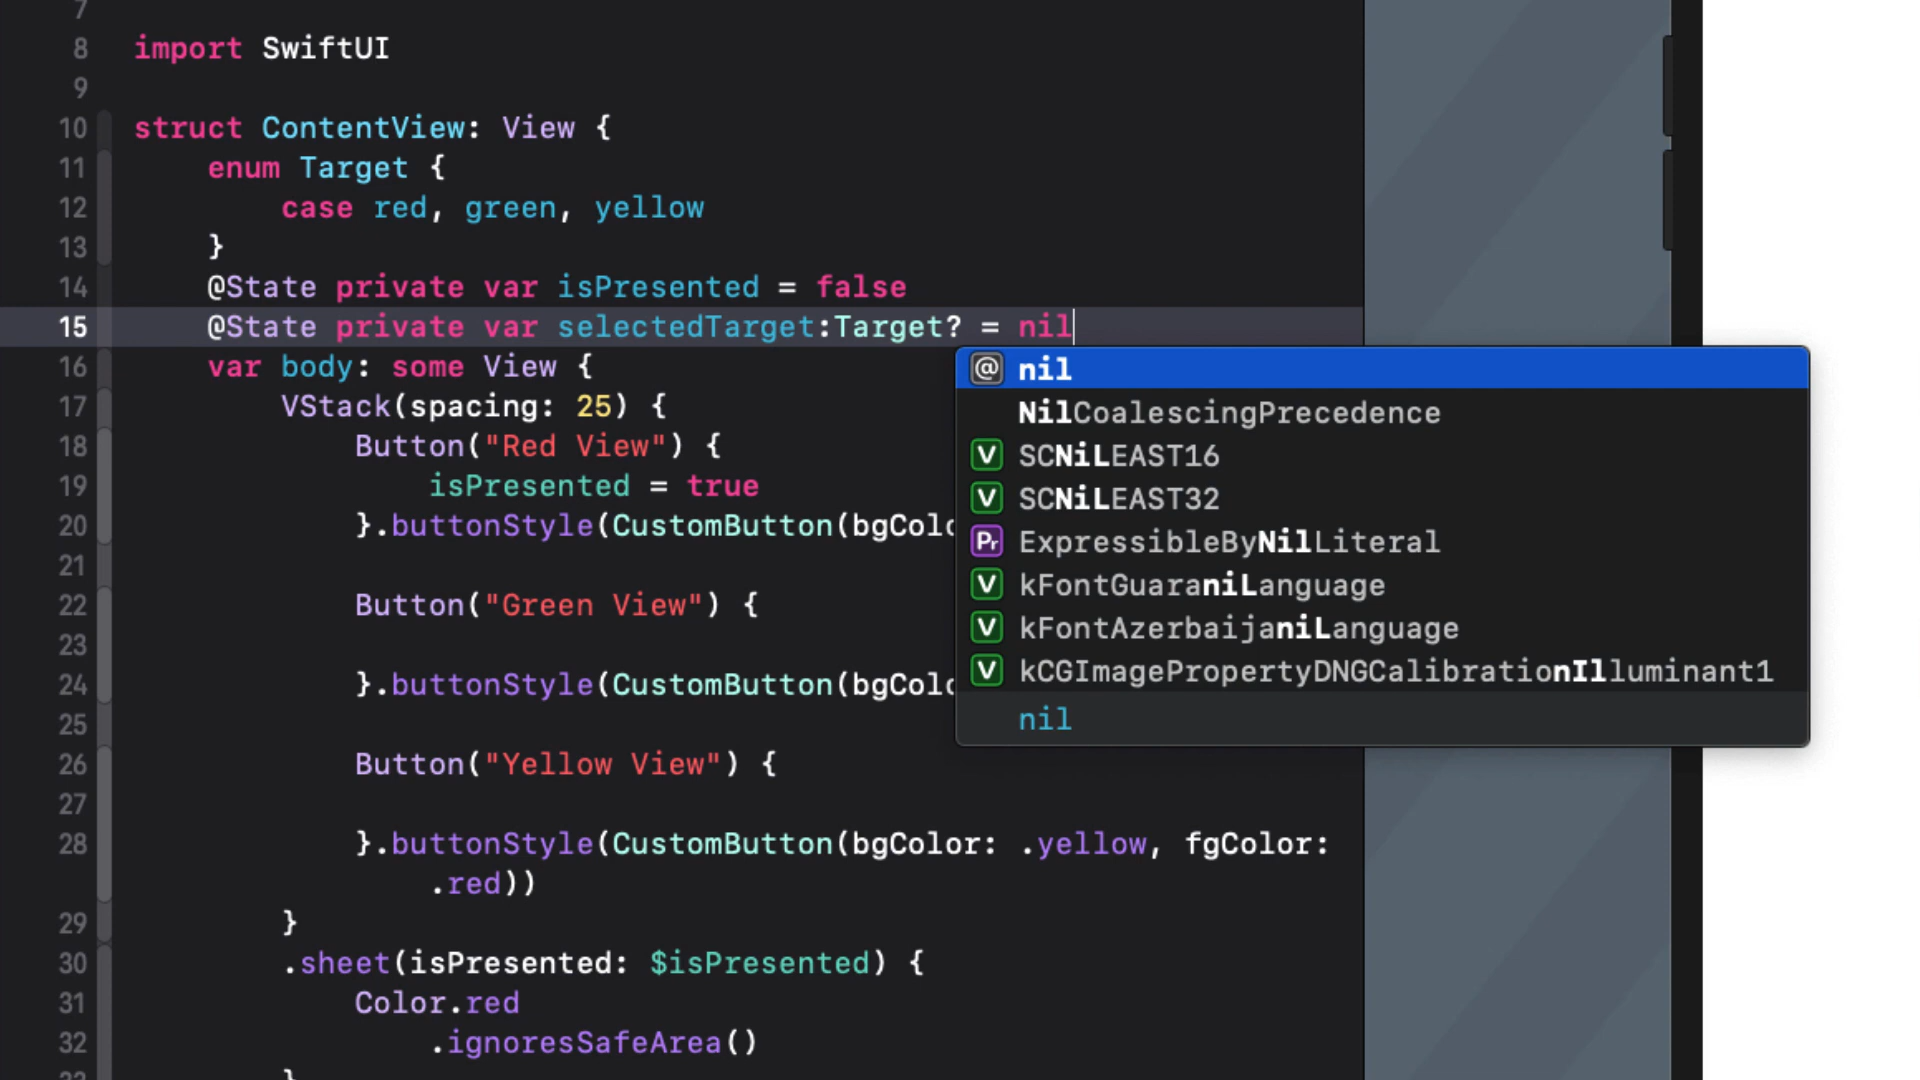 7
8 import SwiftUI
9
10 struct ContentView: View {
11 enum Target {
12 case red, green, yellow
13 }
14 @State private var isPresented = false
15 @State private var selectedTarget:Target? = nil
16 var body: some View {
17 VStack(spacing: 25) {
18 Button("Red View") {
19 isPresented = true
20 }.buttonStyle(CustomButton(bgColo
21
22 Button("Green View") {
23
24 }.buttonStyle(CustomButton(bgColo
25
26 Button("Yellow View") {
27
28 }.buttonStyle(CustomButton(bgColor: .yellow, fgColor:
.red))
29 }
30 .sheet(isPresented: $isPresented) {
31 Color.red
32 .ignoresSafeArea()
}
@ nil
NilCoalescingPrecedence
V SCNiLEAST16
V SCNiLEAST32
Pr ExpressibleByNilLiteral
V kFontGuaraniLanguage
V kFontAzerbaijaniLanguage
V kCGImagePropertyDNGCalibrationIlluminant1
nil